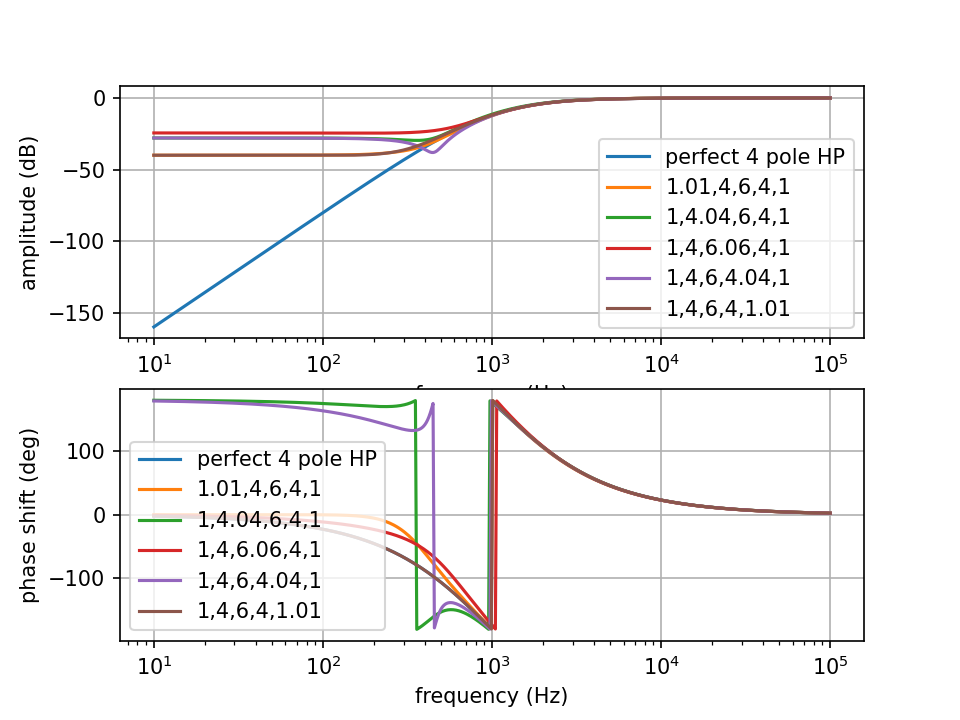 amplitude (dB)
0
−50
−100
−150
perfect 4 pole HP
1.01,4,6,4,1
1,4.04,6,4,1
1,4,6.06,4,1
1,4,6,4.04,1
1,4,6,4,1.01
10¹ 10² 10³ 10⁴ 10⁵
phase shift (deg)
100
0
−100
perfect 4 pole HP
1.01,4,6,4,1
1,4.04,6,4,1
1,4,6.06,4,1
1,4,6,4.04,1
1,4,6,4,1.01
10¹ 10² 10³ 10⁴ 10⁵
frequency (Hz)